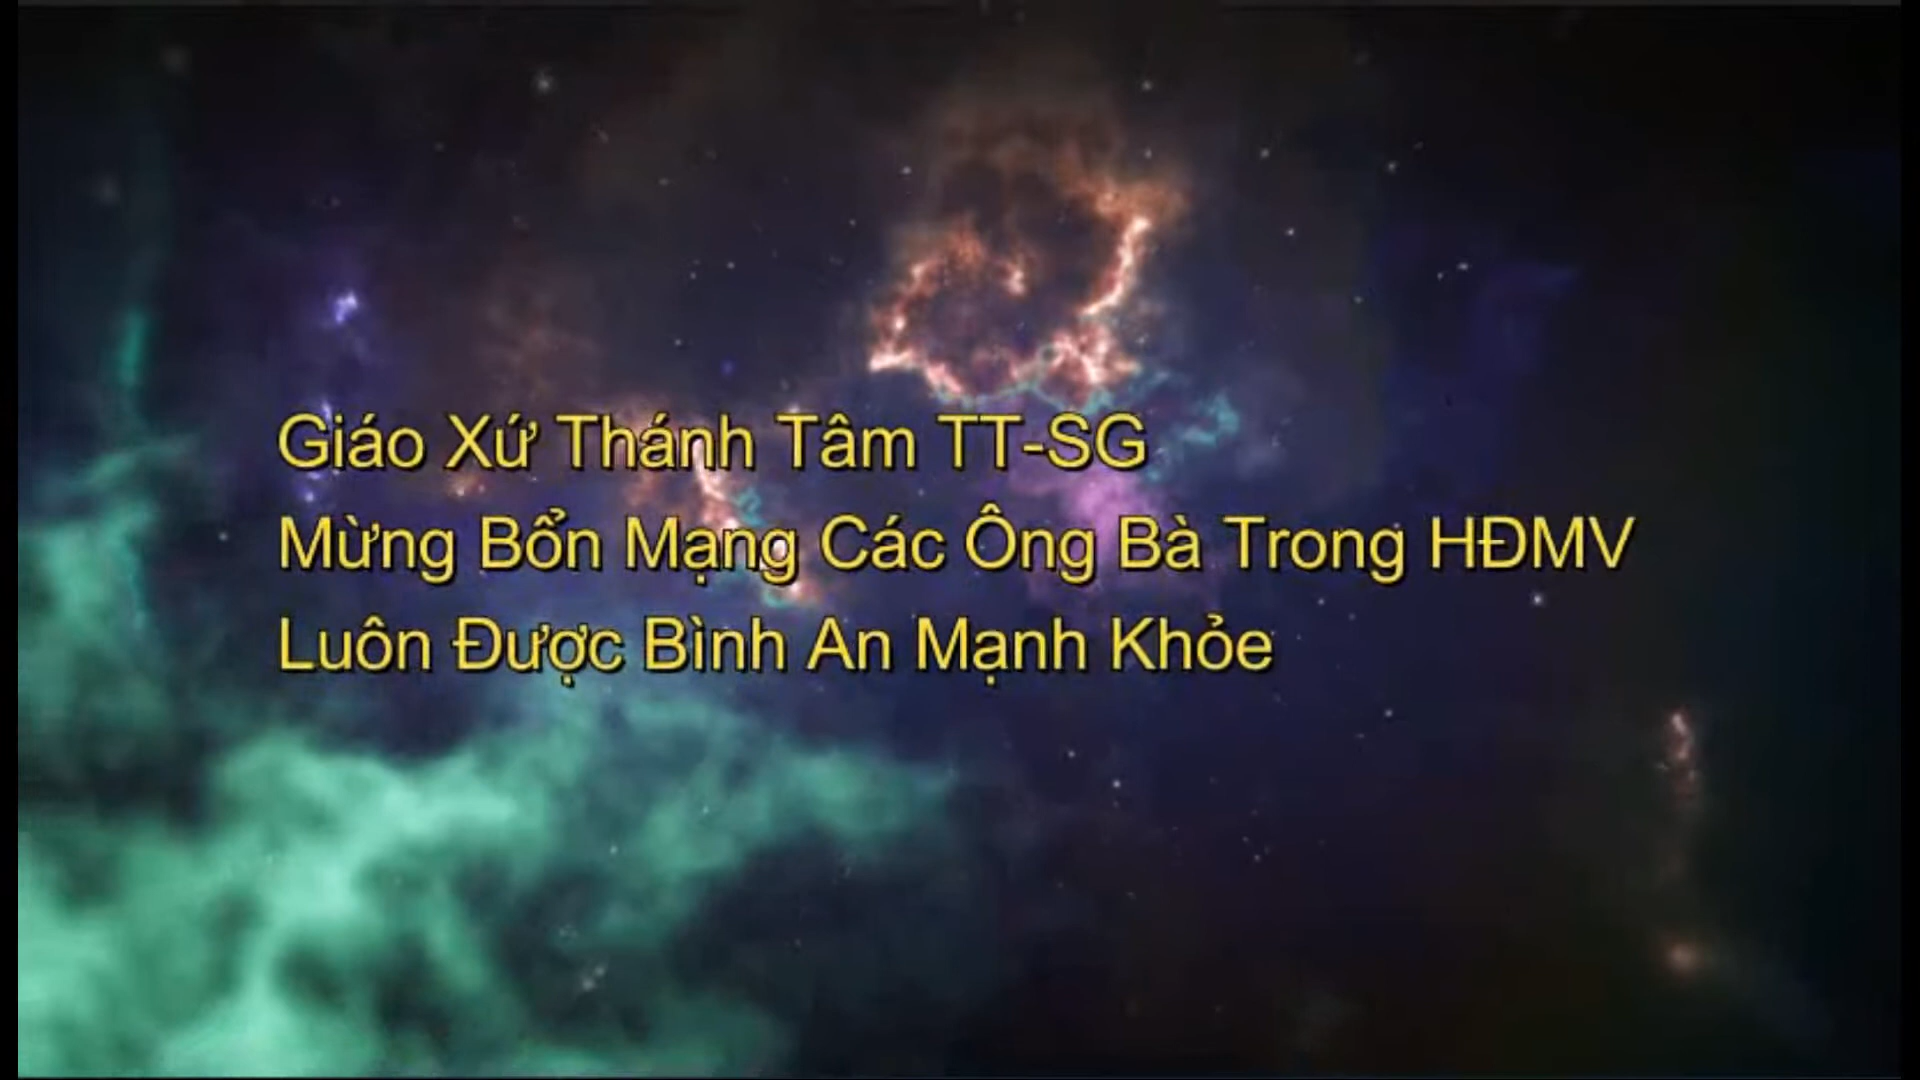 Giáo Xứ Thánh Tâm TT-SG
Mừng Bổn Mạng Các Ông Bà Trong HĐMV
Luôn Được Bình An Mạnh Khỏe